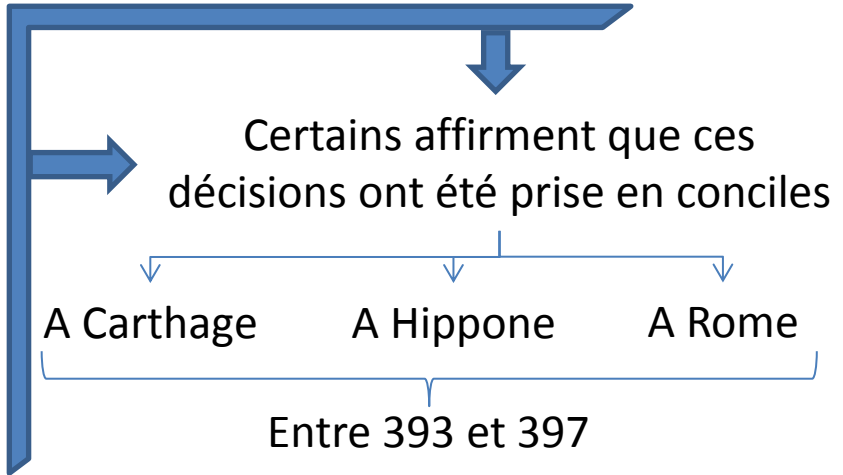 Certains affirment que ces
décisions ont été prise en conciles
A Carthage A Hippone A Rome
Entre 393 et 397